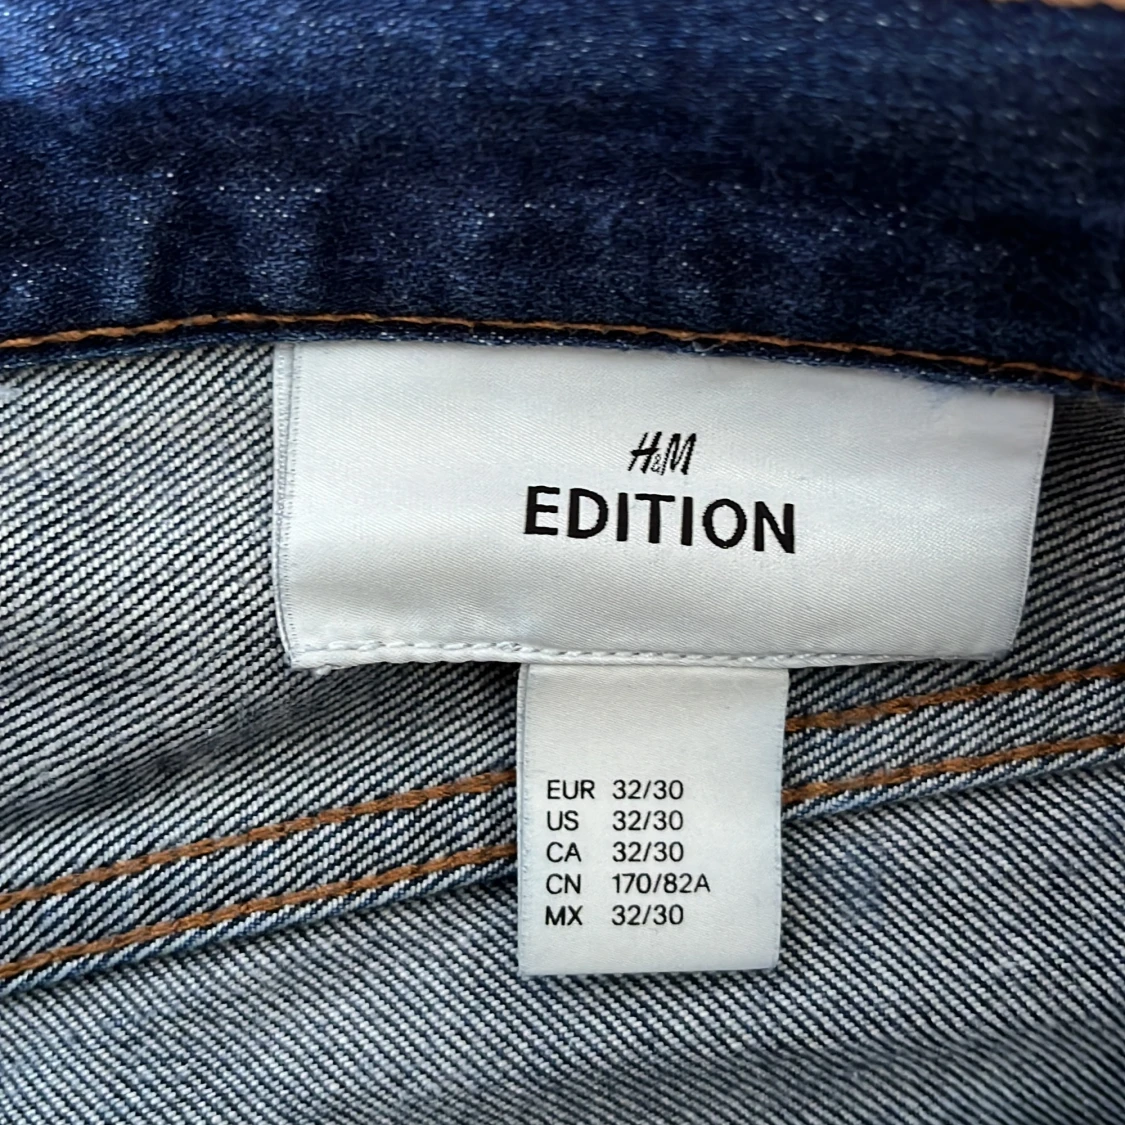 H&M
EDITION
EUR 32/30
US 32/30
CA 32/30
CN 170/82A
MX 32/30